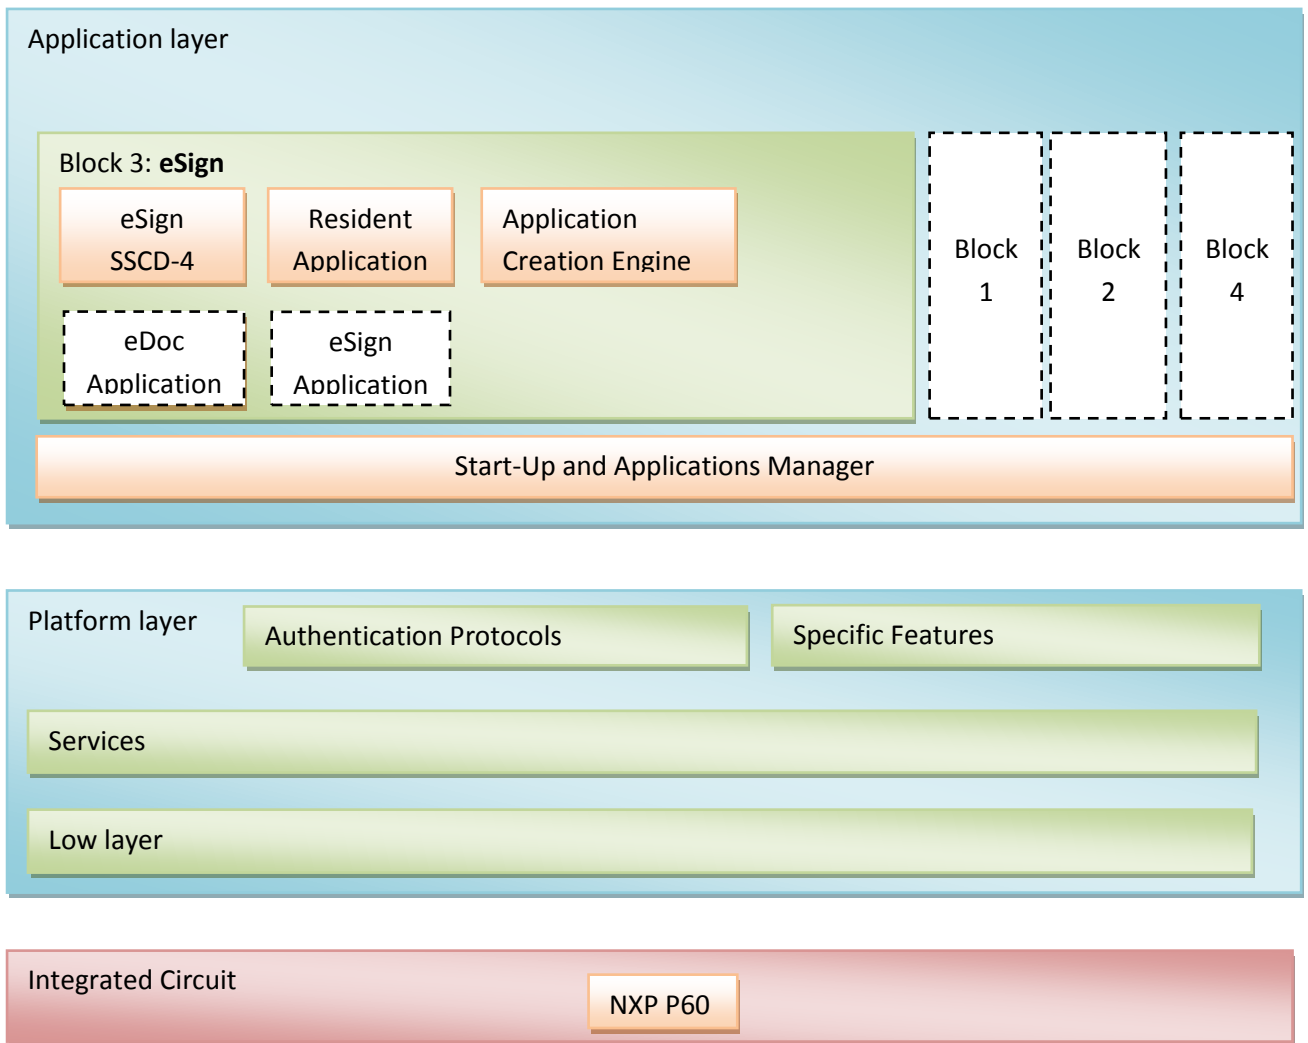 Application layer
Block 3: eSign
eSign
SSCD-4
Resident
Application
Application
Creation Engine
eDoc
Application
eSign
Application
Block
1
Block
2
Block
4
Start-Up and Applications Manager
Platform layer
Authentication Protocols
Specific Features
Services
Low layer
Integrated Circuit
NXP P60